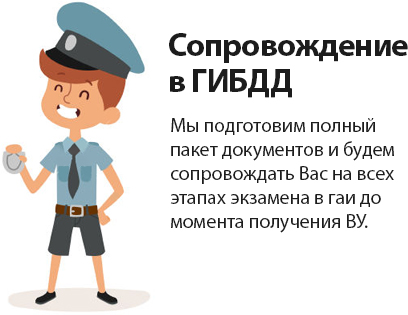 Сопровождение
в ГИБДД
Мы подготовим полный
пакет документов и будем
сопровождать Вас на всех
этапах экзамена в гаи до
момента получения ВУ.